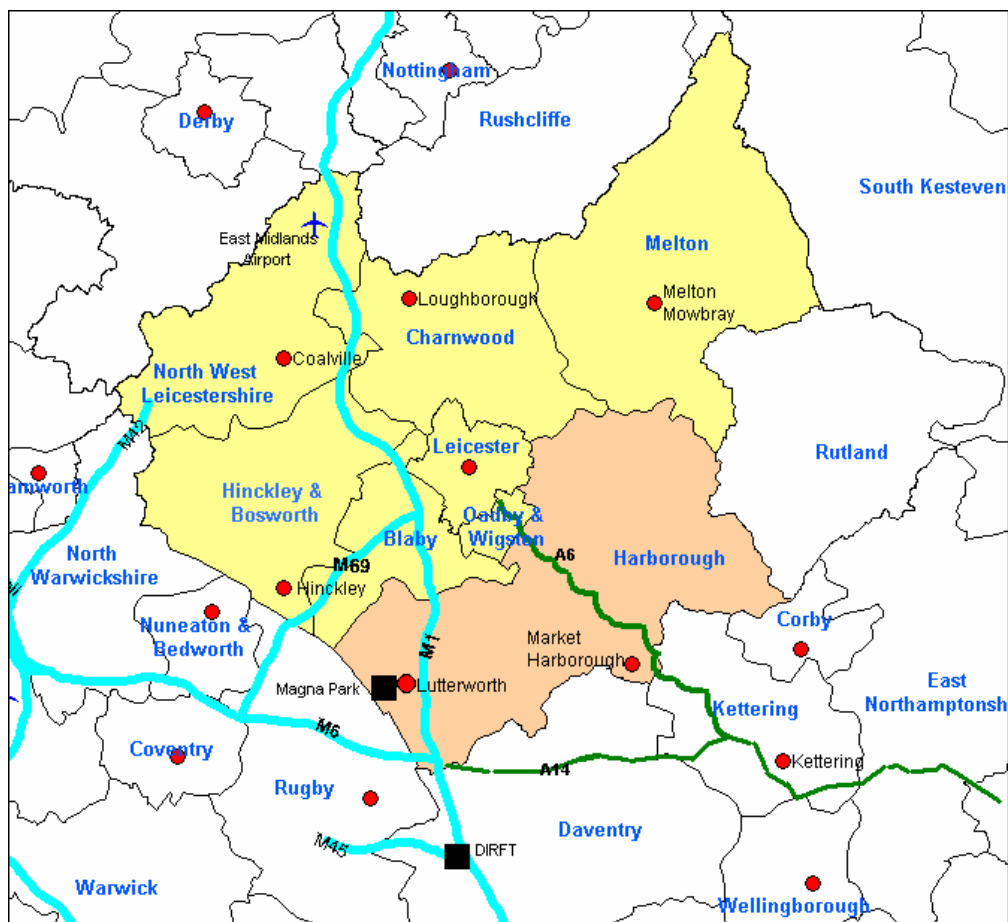 Nottingham
Derby
Rushcliffe
South Kesteven
East Midlands
Airport
Melton
Loughborough
Melton
Mowbray
Charnwood
Coalville
North West
Leicestershire
M42
Leicester
Rutland
amworth
Hinckley &
Bosworth
Oadby &
Wigston
Blaby
A6
Harborough
North
Warwickshire
M69
Hinckley
Nuneaton &
Bedworth
Corby
Market
Harborough
M1
Magna Park
Lutterworth
East
Northamptonsh
Kettering
M6
Coventry
A14
Kettering
Rugby
Daventry
M45
DIRFT
Warwick
Wellingborough